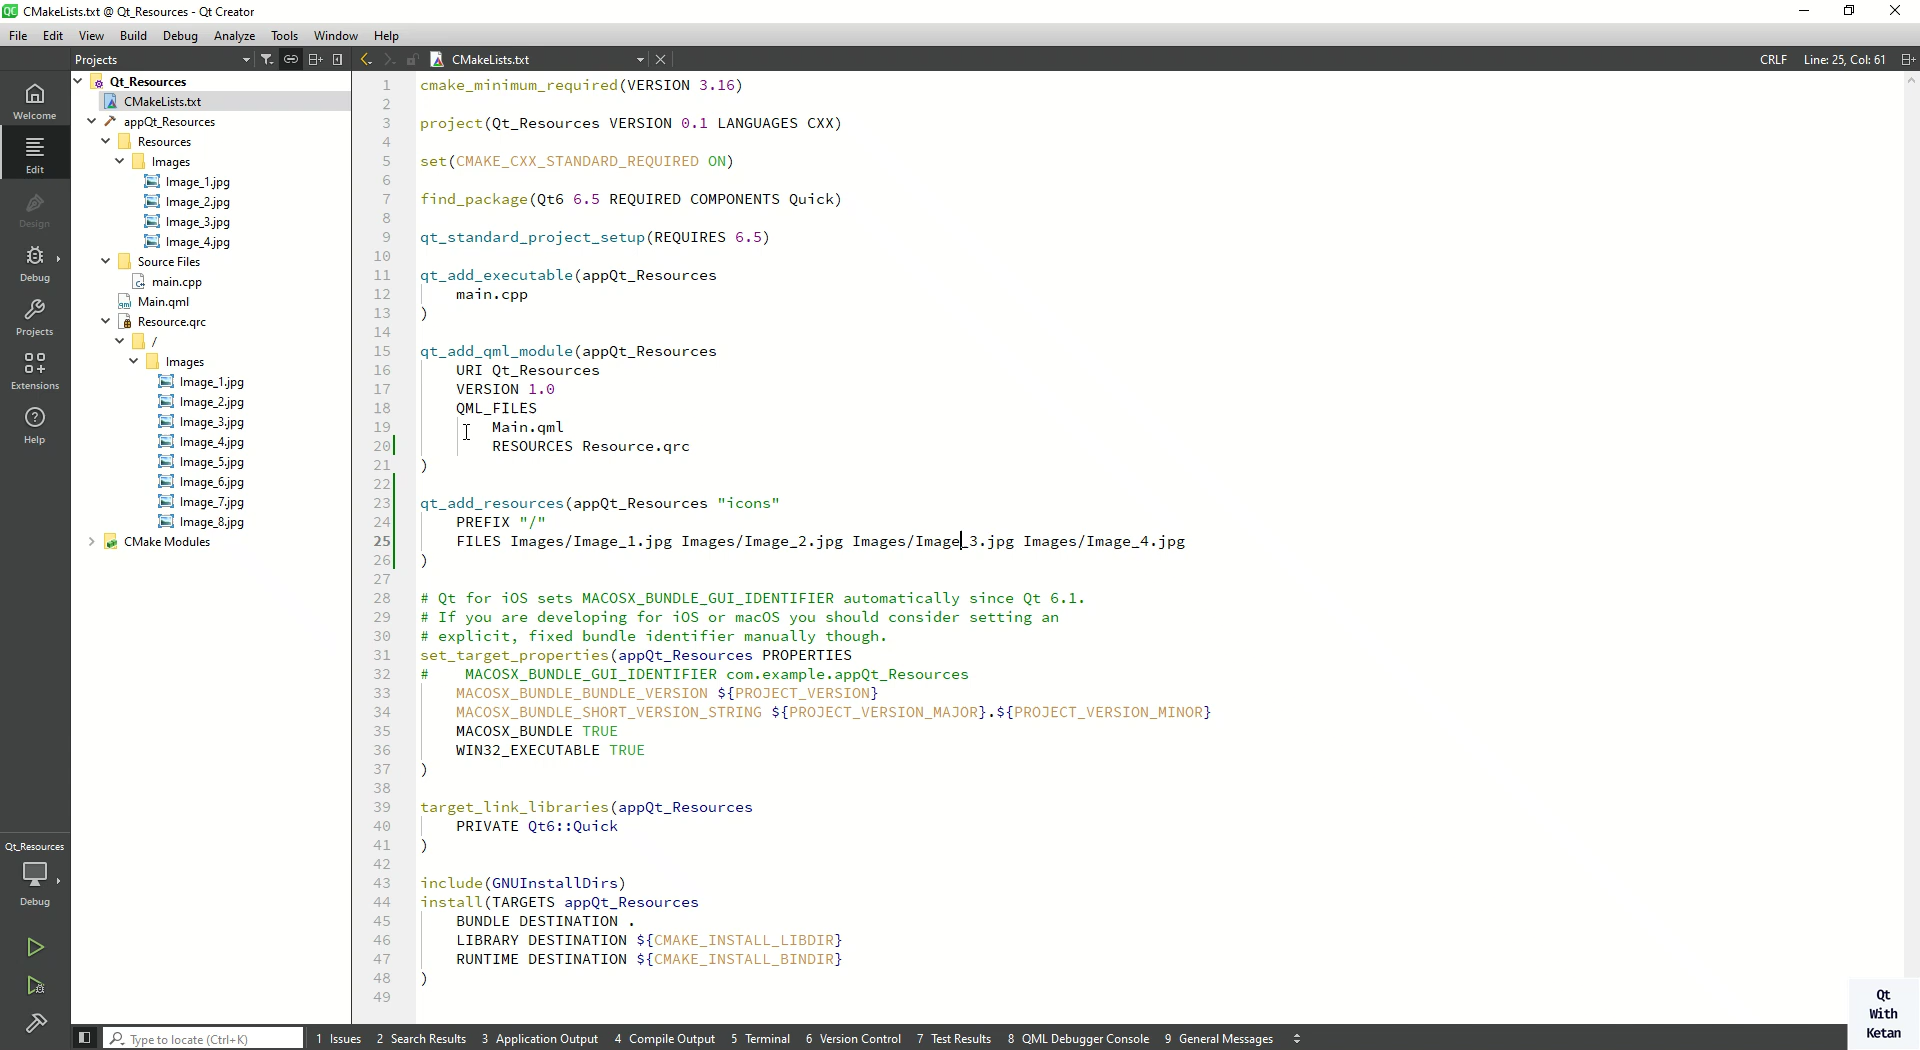 CMakeLists.txt @ Qt_Resources - Qt Creator
File Edit View Build Debug Analyze Tools Window Help
Projects
CMakeLists.txt
CRLF Line: 25, Col: 61
Welcome
Edit
Design
Debug
Projects
Extensions
Help
Qt_Resources
Debug
Qt_Resources
CMakeLists.txt
appQt_Resources
Resources
Images
Image_1.jpg
Image_2.jpg
Image_3.jpg
Image_4.jpg
Source Files
main.cpp
Main.qml
Resource.qrc
/
Images
Image_1.jpg
Image_2.jpg
Image_3.jpg
Image_4.jpg
Image_5.jpg
Image_6.jpg
Image_7.jpg
Image_8.jpg
CMake Modules
1 cmake_minimum_required(VERSION 3.16)
2
3 project(Qt_Resources VERSION 0.1 LANGUAGES CXX)
4
5 set(CMAKE_CXX_STANDARD_REQUIRED ON)
6
7 find_package(Qt6 6.5 REQUIRED COMPONENTS Quick)
8
9 qt_standard_project_setup(REQUIRES 6.5)
10
11 qt_add_executable(appQt_Resources
12 main.cpp
13 )
14
15 qt_add_qml_module(appQt_Resources
16 URI Qt_Resources
17 VERSION 1.0
18 QML_FILES
19 Main.qml
20 RESOURCES Resource.qrc
21 )
22
23 qt_add_resources(appQt_Resources "icons"
24 PREFIX "/"
25 FILES Images/Image_1.jpg Images/Image_2.jpg Images/Image_3.jpg Images/Image_4.jpg
26 )
27
28 # Qt for iOS sets MACOSX_BUNDLE_GUI_IDENTIFIER automatically since Qt 6.1.
29 # If you are developing for iOS or macOS you should consider setting an
30 # explicit, fixed bundle identifier manually though.
31 set_target_properties(appQt_Resources PROPERTIES
32 # MACOSX_BUNDLE_GUI_IDENTIFIER com.example.appQt_Resources
33 MACOSX_BUNDLE_BUNDLE_VERSION ${PROJECT_VERSION}
34 MACOSX_BUNDLE_SHORT_VERSION_STRING ${PROJECT_VERSION_MAJOR}.${PROJECT_VERSION_MINOR}
35 MACOSX_BUNDLE TRUE
36 WIN32_EXECUTABLE TRUE
37 )
38
39 target_link_libraries(appQt_Resources
40 PRIVATE Qt6::Quick
41 )
42
43 include(GNUInstallDirs)
44 install(TARGETS appQt_Resources
45 BUNDLE DESTINATION .
46 LIBRARY DESTINATION ${CMAKE_INSTALL_LIBDIR}
47 RUNTIME DESTINATION ${CMAKE_INSTALL_BINDIR}
48 )
49
Qt
With
Ketan
Type to locate (Ctrl+K) 1 Issues 2 Search Results 3 Application Output 4 Compile Output 5 Terminal 6 Version Control 7 Test Results 8 QML Debugger Console 9 General Messages